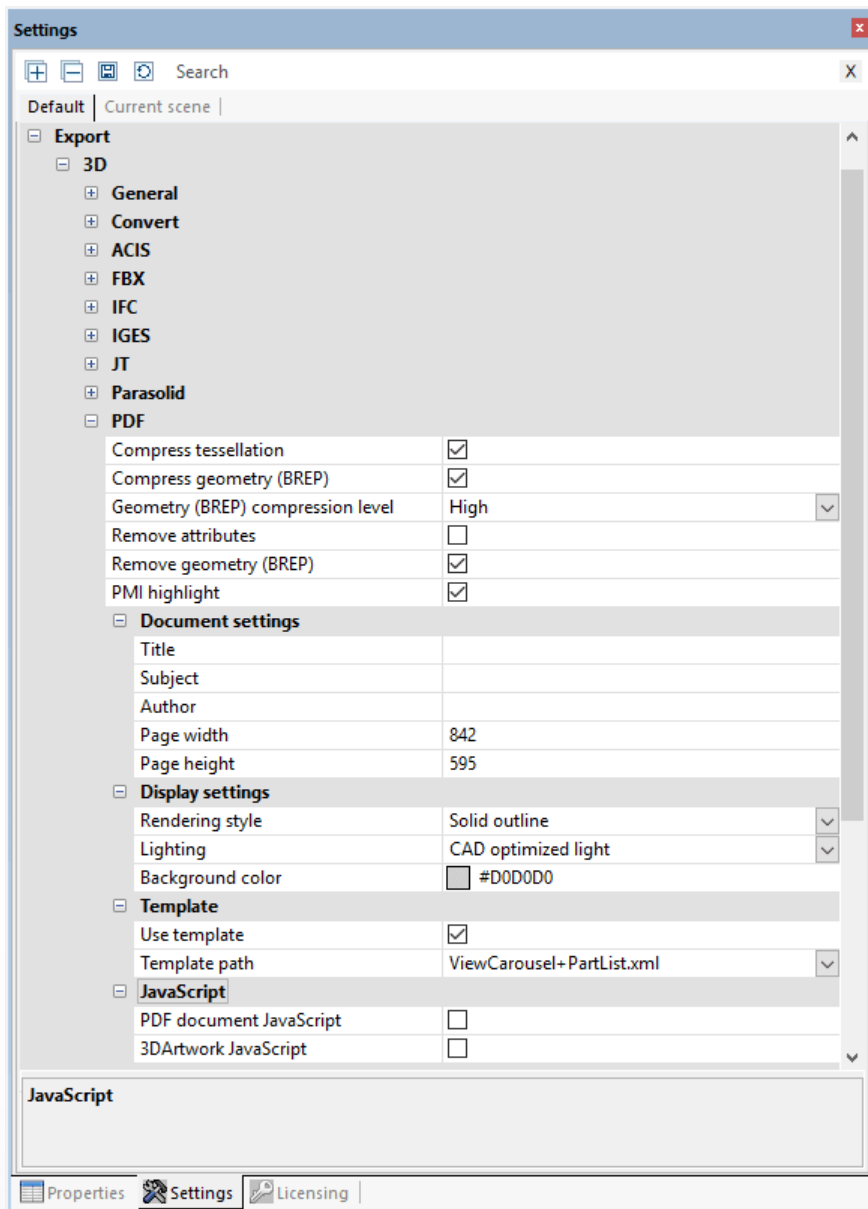 Settings
x
Search X
Default Current scene
Export
3D
General
Convert
ACIS
FBX
IFC
IGES
JT
Parasolid
PDF
Compress tessellation
Compress geometry (BREP)
Geometry (BREP) compression level High
Remove attributes
Remove geometry (BREP)
PMI highlight
Document settings
Title
Subject
Author
Page width 842
Page height 595
Display settings
Rendering style Solid outline
Lighting CAD optimized light
Background color #D0D0D0
Template
Use template
Template path ViewCarousel+PartList.xml
JavaScript
PDF document JavaScript
3DArtwork JavaScript
JavaScript
Properties Settings Licensing